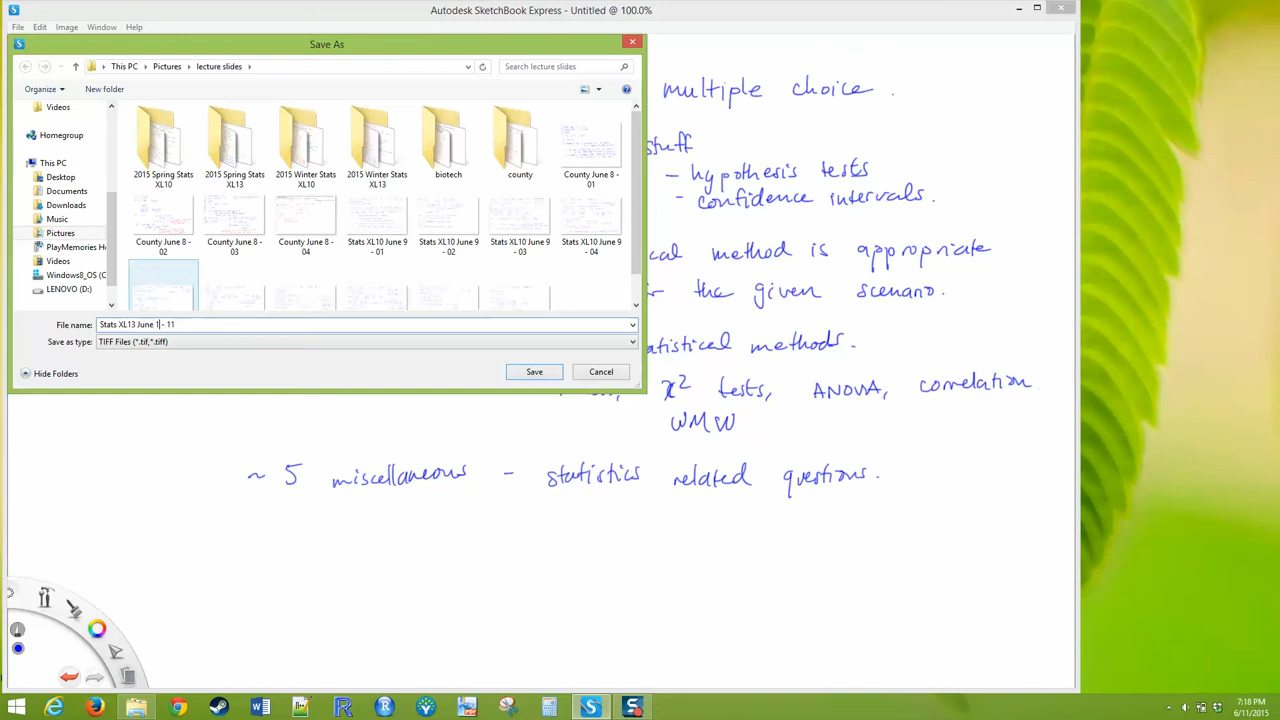 Autodesk SketchBook Express - Untitled @ 100.0%
File Edit Image Window Help
Save As
This PC Pictures lecture slides
Search lecture slides
Organize New folder
Videos
Homegroup
This PC
Desktop
Documents
Downloads
Music
Pictures
PlayMemories H
Videos
Windows8_OS (C
LENOVO (D:)
2015 Spring Stats XL10
2015 Spring Stats XL13
2015 Winter Stats XL10
2015 Winter Stats XL13
biotech
county
County June 8 - 01
County June 8 - 02
County June 8 - 03
County June 8 - 04
Stats XL10 June 9 - 01
Stats XL10 June 9 - 02
Stats XL10 June 9 - 03
Stats XL10 June 9 - 04
File name: Stats XL13 June 1 - 11
Save as type: TIFF Files (*.tif,*.tiff)
Hide Folders
Save
Cancel
multiple choice .
stuff
- hypothesis tests
- confidence intervals.
cal method is appropriate
the given scenario.
atistical methods.
x² tests, ANOVA, correlation
WMW
~ 5 miscellaneous - statistics related questions.
7:18 PM
6/11/2015